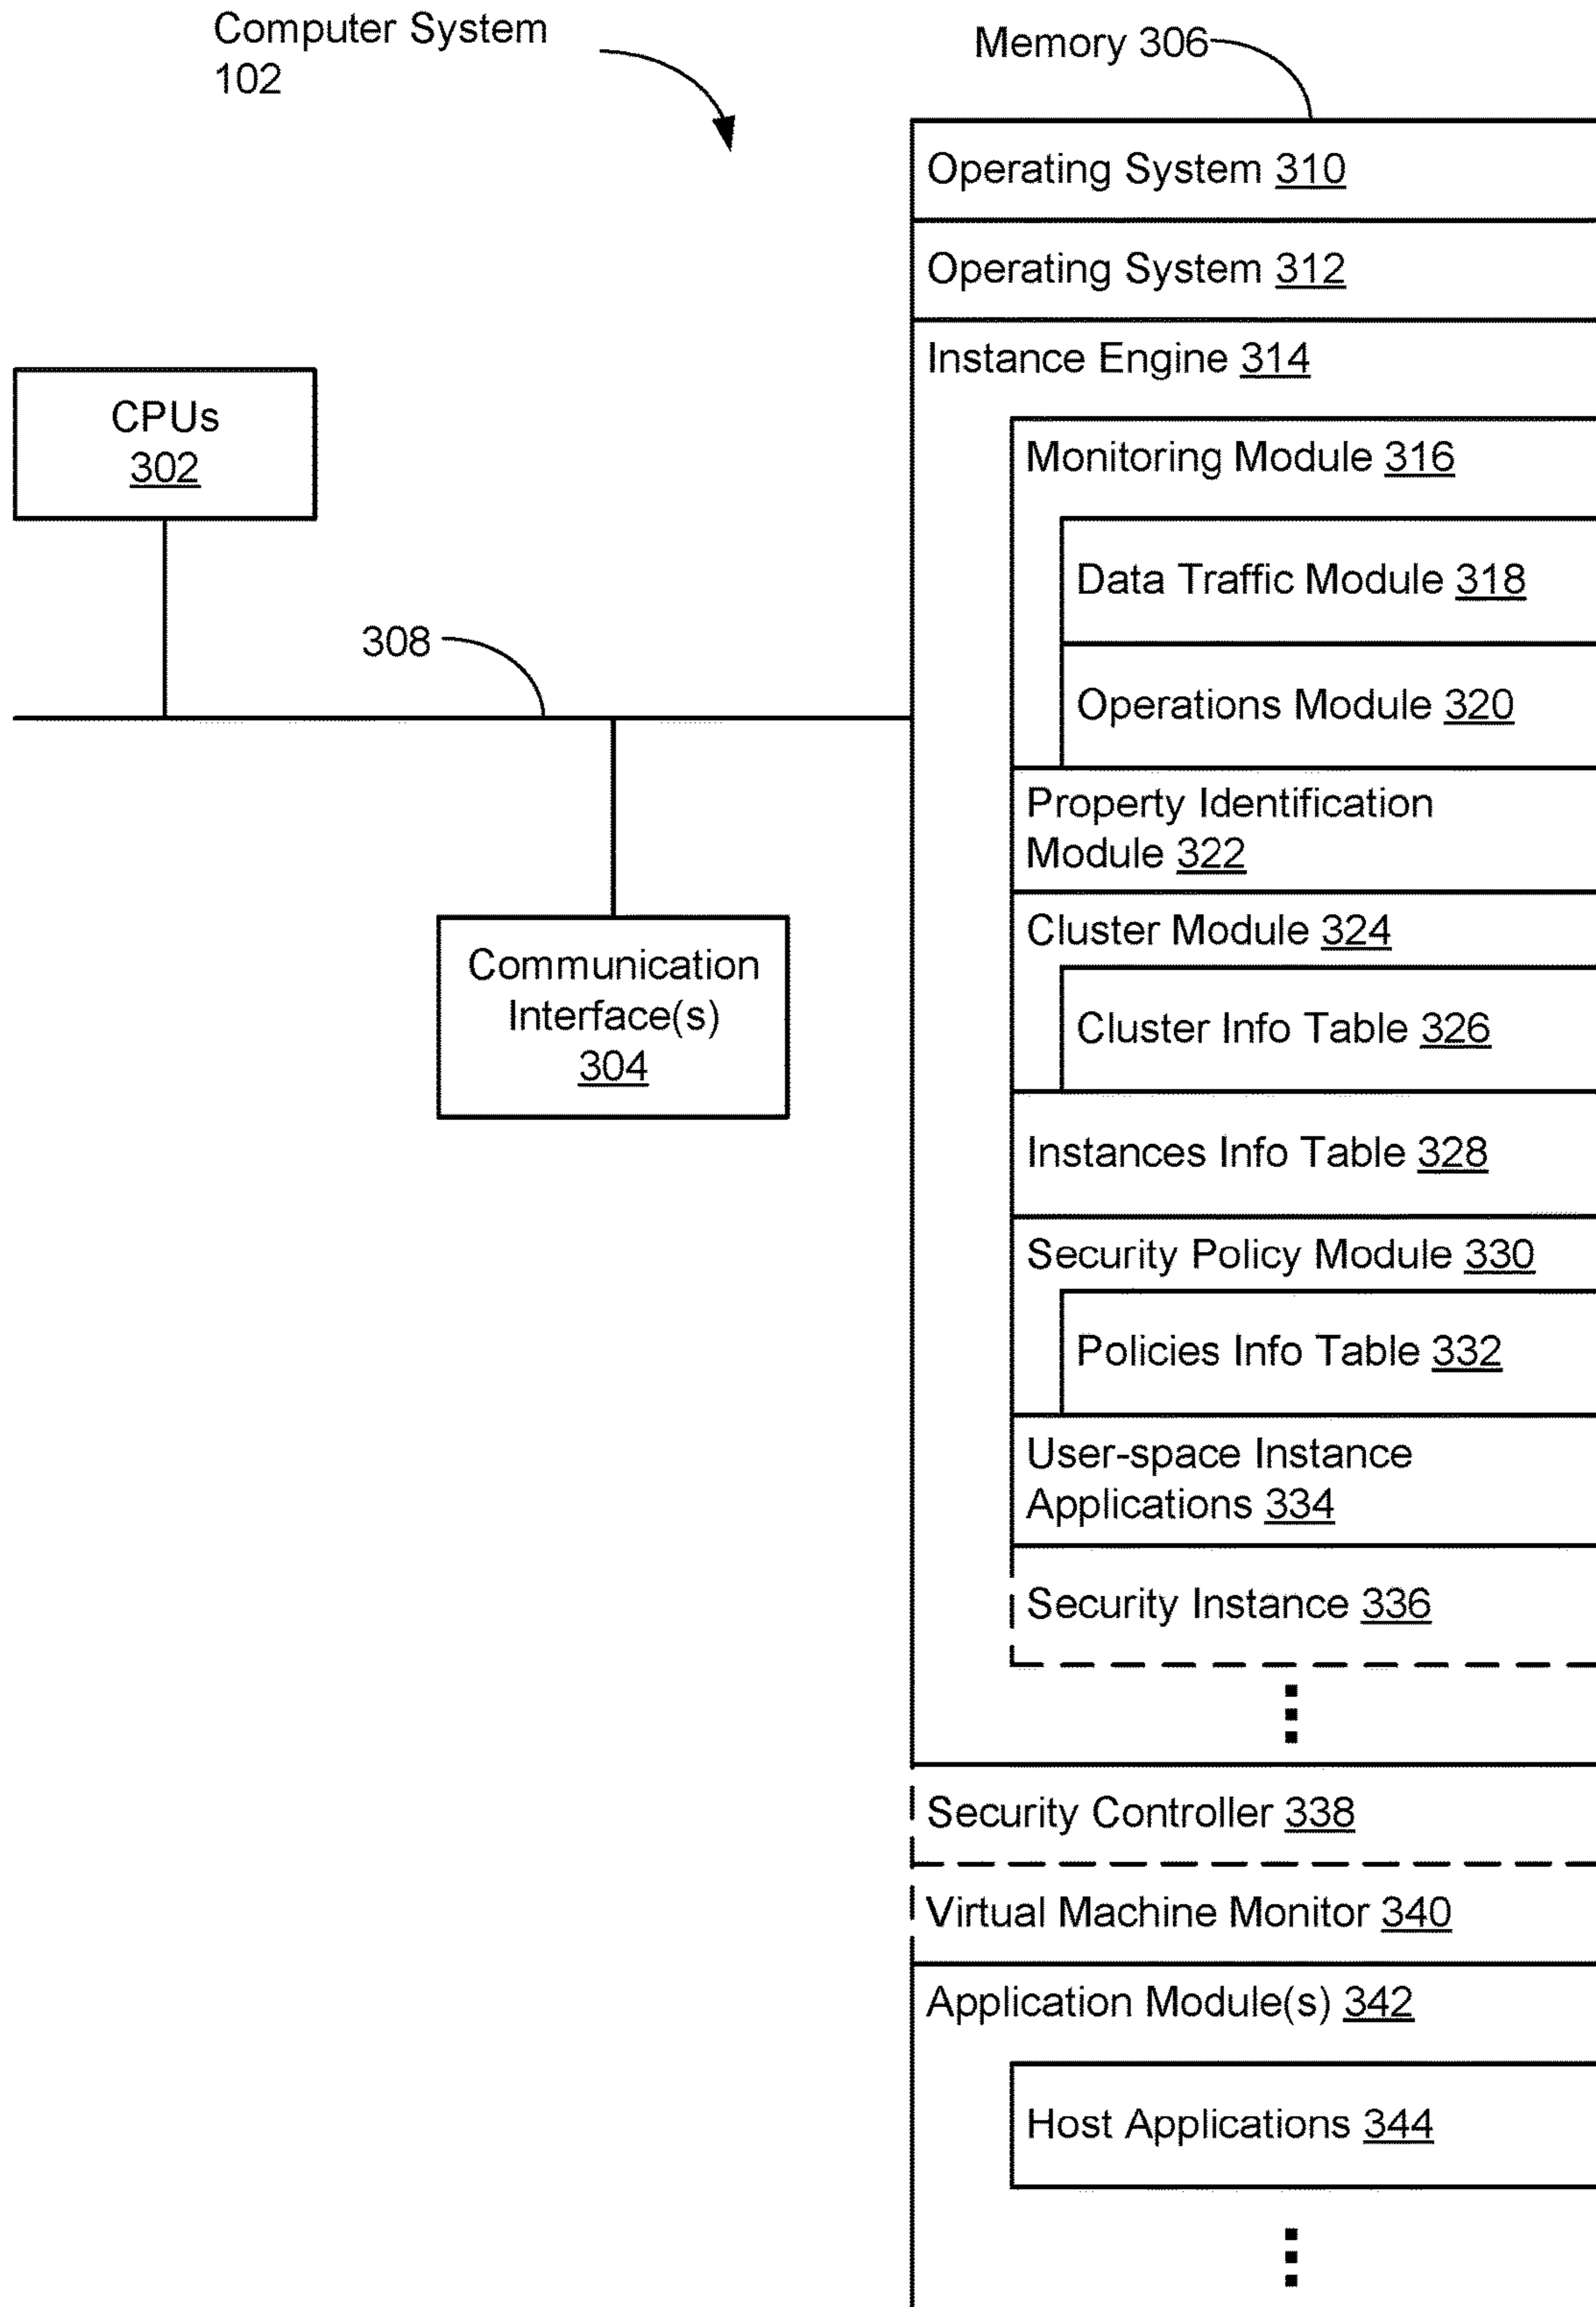 Computer System
102
Memory 306
Operating System 310
Operating System 312
Instance Engine 314
CPUs
302
Monitoring Module 316
Data Traffic Module 318
308
Operations Module 320
Property Identification
Module 322
Cluster Module 324
Communication
Interface(s)
304
Cluster Info Table 326
Instances Info Table 328
Security Policy Module 330
Policies Info Table 332
User-space Instance
Applications 334
Security Instance 336
Security Controller 338
Virtual Machine Monitor 340
Application Module(s) 342
Host Applications 344